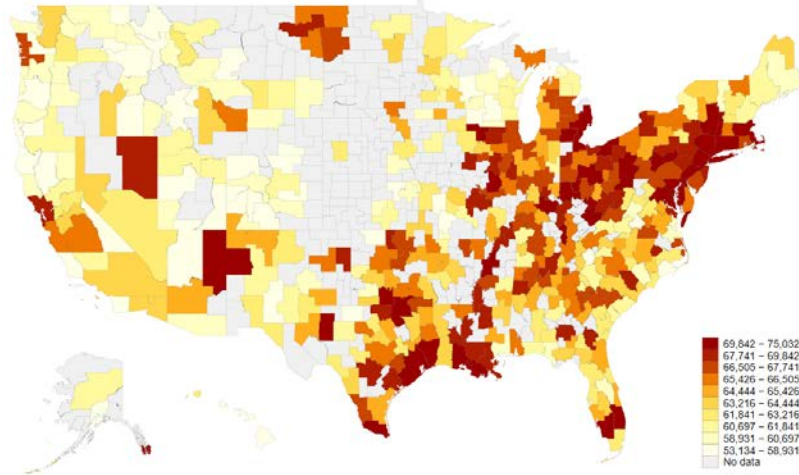 69,842 – 75,032
67,741 – 69,842
66,505 – 67,741
65,426 – 66,505
64,444 – 65,426
63,216 – 64,444
61,841 – 63,216
60,697 – 61,841
58,931 – 60,697
53,134 – 58,931
No data